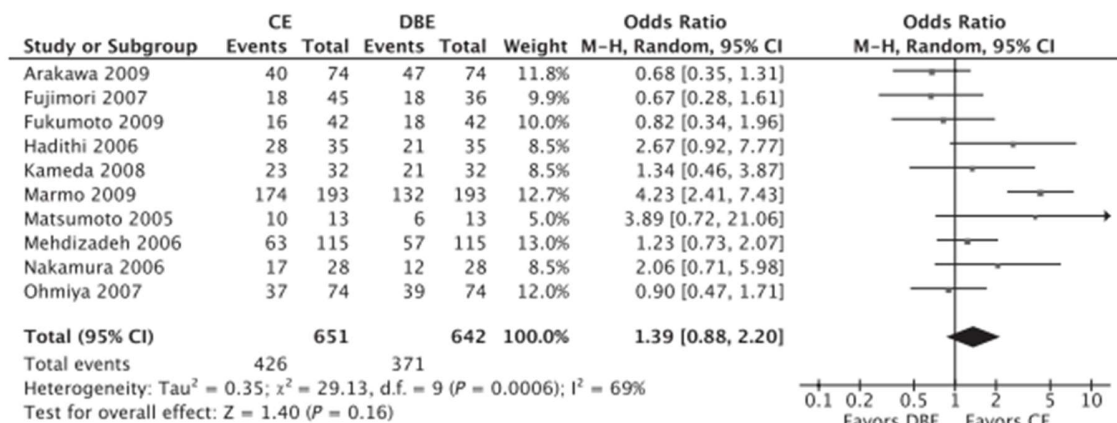 CE DBE Odds Ratio Odds Ratio
Study or Subgroup Events Total Events Total Weight M-H, Random, 95% CI M-H, Random, 95% CI
Arakawa 2009 40 74 47 74 11.8% 0.68 [0.35, 1.31]
Fujimori 2007 18 45 18 36 9.9% 0.67 [0.28, 1.61]
Fukumoto 2009 16 42 18 42 10.0% 0.82 [0.34, 1.96]
Hadithi 2006 28 35 21 35 8.5% 2.67 [0.92, 7.77]
Kameda 2008 23 32 21 32 8.5% 1.34 [0.46, 3.87]
Marmo 2009 174 193 132 193 12.7% 4.23 [2.41, 7.43]
Matsumoto 2005 10 13 6 13 5.0% 3.89 [0.72, 21.06]
Mehdizadeh 2006 63 115 57 115 13.0% 1.23 [0.73, 2.07]
Nakamura 2006 17 28 12 28 8.5% 2.06 [0.71, 5.98]
Ohmiya 2007 37 74 39 74 12.0% 0.90 [0.47, 1.71]
Total (95% CI) 651 642 100.0% 1.39 [0.88, 2.20]
Total events 426 371
Heterogeneity: Tau² = 0.35; χ² = 29.13, d.f. = 9 (P = 0.0006); I² = 69%
Test for overall effect: Z = 1.40 (P = 0.16)
0.1 0.2 0.5 1 2 5 10
Favors DBE Favors CE